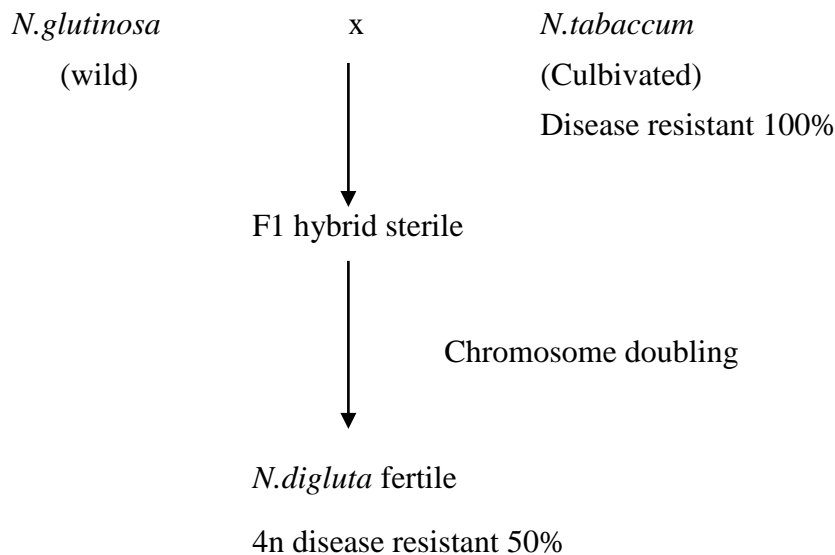 N.glutinosa x N.tabaccum
(wild) (Culbivated)
Disease resistant 100%
F1 hybrid sterile
Chromosome doubling
N.digluta fertile
4n disease resistant 50%